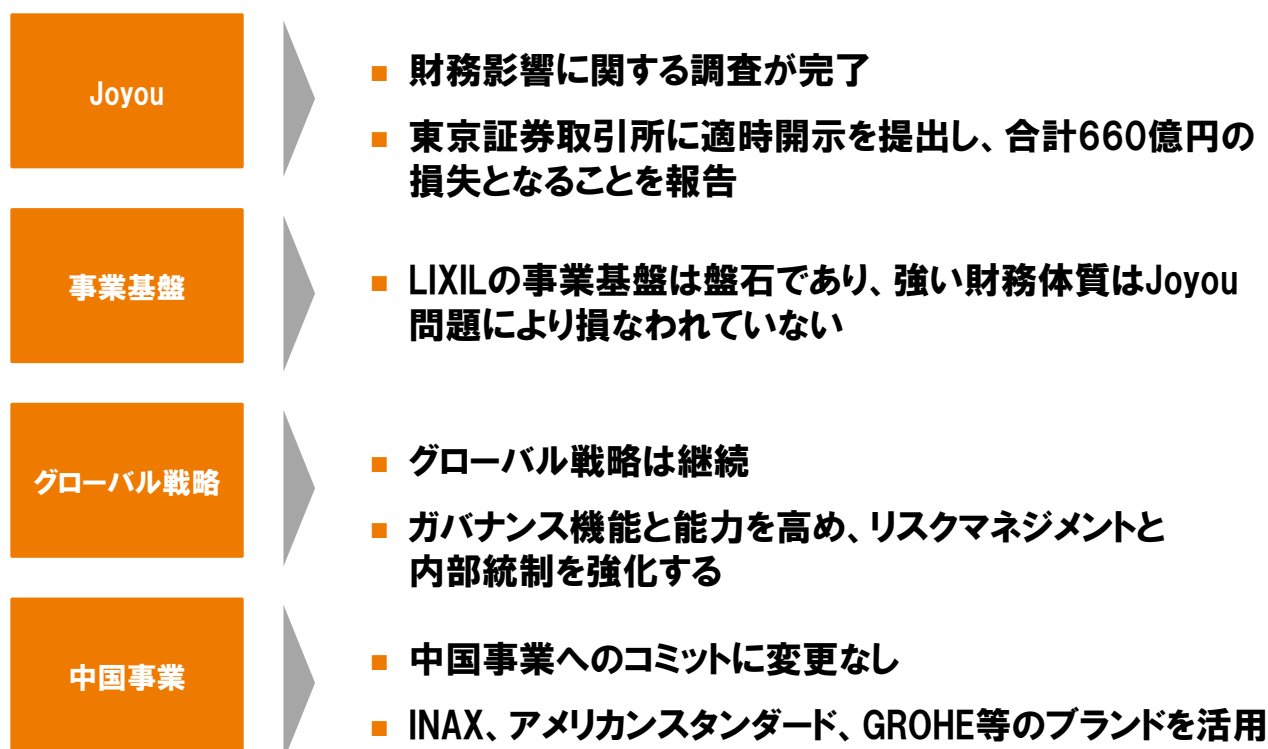 Joyou
■ 財務影響に関する調査が完了
■ 東京証券取引所に適時開示を提出し、合計660億円の
損失となることを報告
事業基盤
■ LIXILの事業基盤は盤石であり、強い財務体質はJoyou
問題により損なわれていない
グローバル戦略
■ グローバル戦略は継続
■ ガバナンス機能と能力を高め、リスクマネジメントと
内部統制を強化する
中国事業
■ 中国事業へのコミットに変更なし
■ INAX、アメリカンスタンダード、GROHE等のブランドを活用